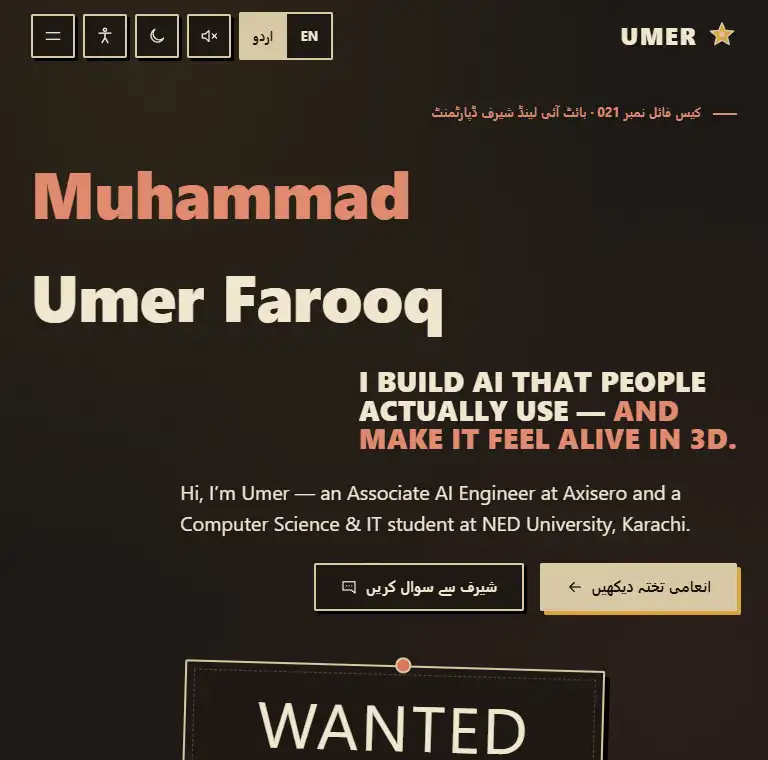 اردو
EN
UMER
کیس فائل نمبر 021 · بائٹ آئی لینڈ شیرف ڈپارٹمنٹ
Muhammad
Umer Farooq
I BUILD AI THAT PEOPLE
ACTUALLY USE — AND
MAKE IT FEEL ALIVE IN 3D.
Hi, I’m Umer — an Associate AI Engineer at Axisero and a
Computer Science & IT student at NED University, Karachi.
انعامی تختہ دیکھیں
شیرف سے سوال کریں
WANTED